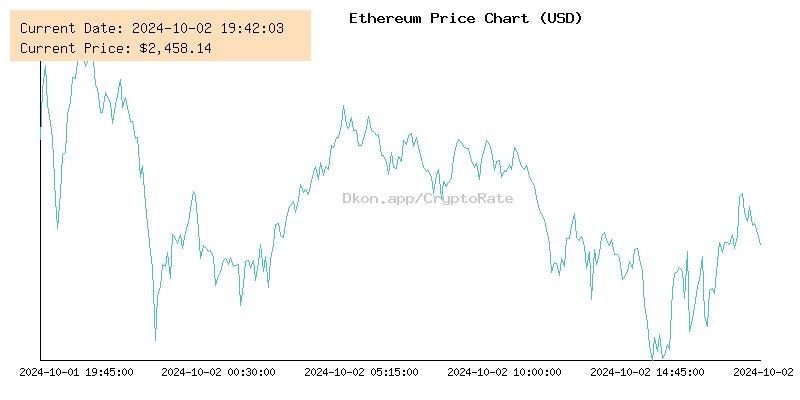 Ethereum Price Chart (USD)
Current Date: 2024-10-02 19:42:03
Current Price: $2,458.14
Dkon.app/CryptoRate
2024-10-01 19:45:00 2024-10-02 00:30:00 2024-10-02 05:15:00 2024-10-02 10:00:00 2024-10-02 14:45:00 2024-10-02